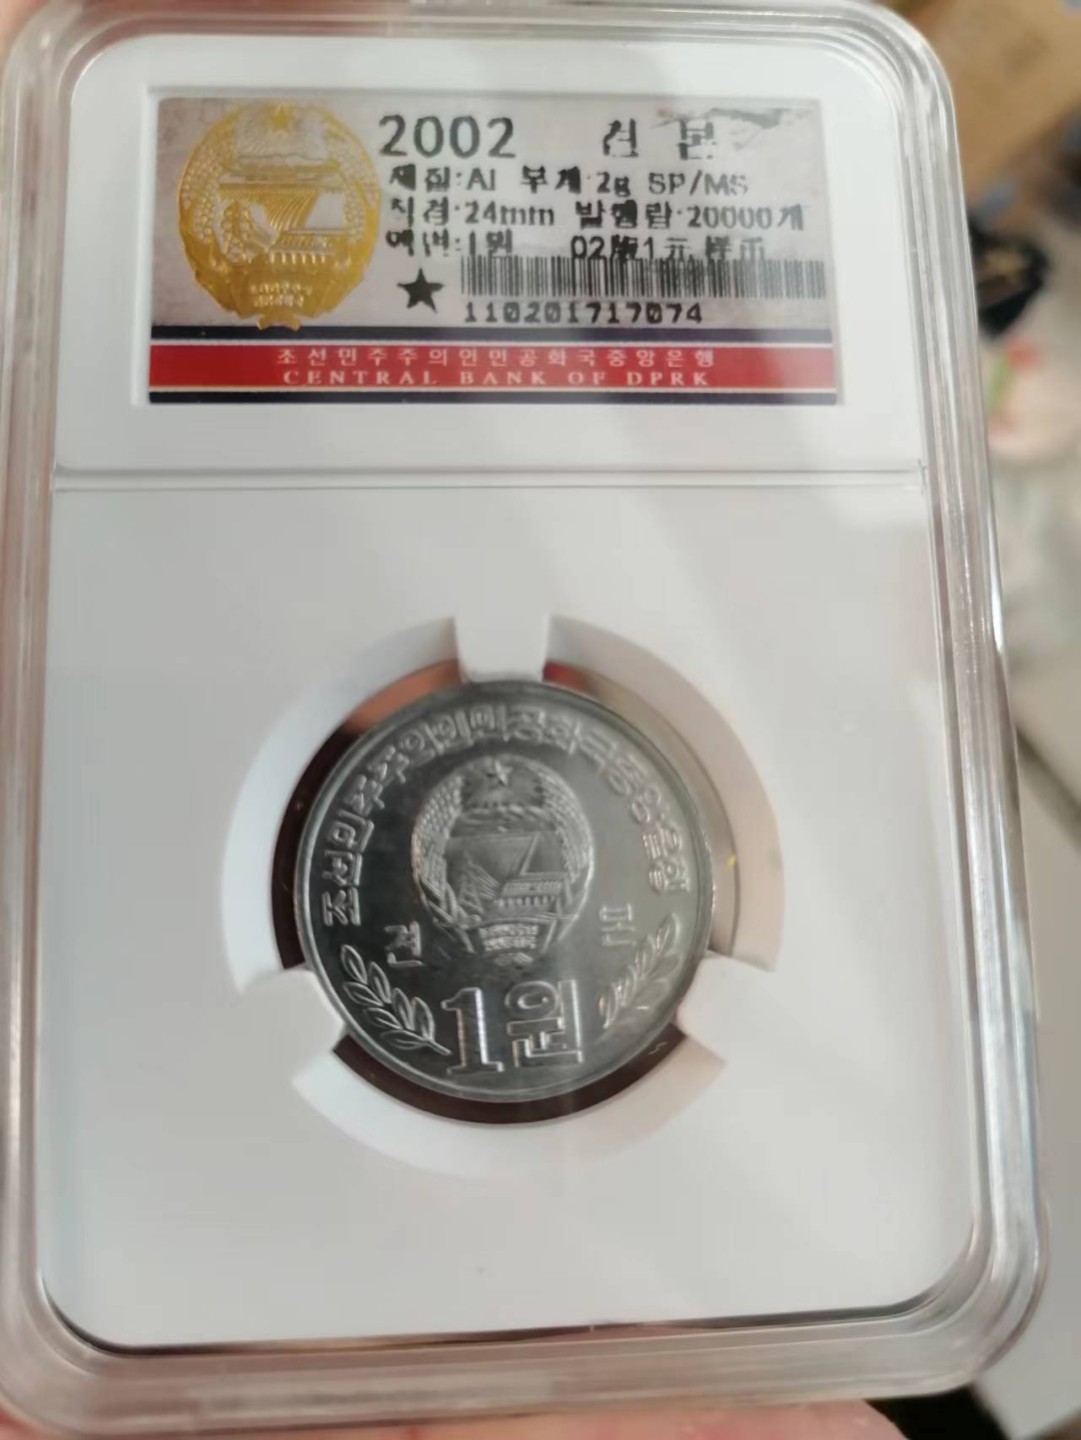 2002 견 본
재질:Al 무게:2g SP/MS
직경:24mm 발행량:20000개
액면:1원 02版1元 样币
110201717074
조선민주주의인민공화국중앙은행
CENTRAL BANK OF DPRK
조선민주주의인민공화국중앙은행
견 본
1원